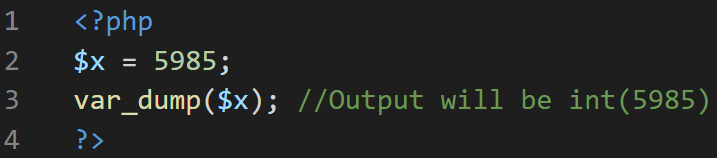 1 <?php
2 $x = 5985;
3 var_dump($x); //Output will be int(5985)
4 ?>